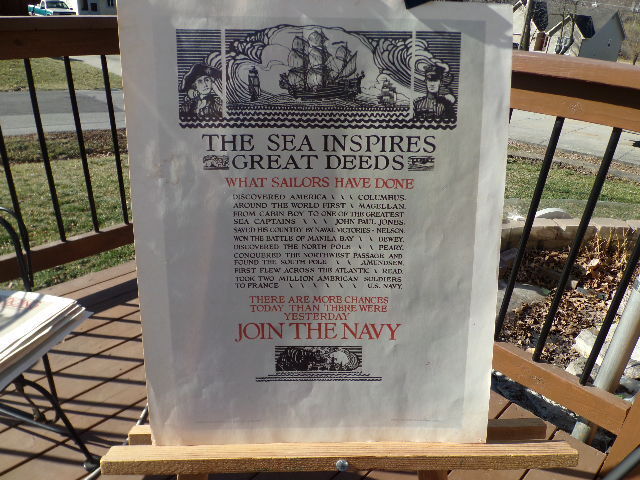 THE SEA INSPIRES
GREAT DEEDS
WHAT SAILORS HAVE DONE
DISCOVERED AMERICA COLUMBUS.
AROUND THE WORLD FIRST MAGELLAN.
FROM CABIN BOY TO ONE OF THE GREATEST
SEA CAPTAINS JOHN PAUL JONES.
SAVED HIS COUNTRY BY NAVAL VICTORIES - NELSON.
WON THE BATTLE OF MANILA BAY DEWEY.
DISCOVERED THE NORTH POLE PEARY.
CONQUERED THE NORTHWEST PASSAGE AND
FOUND THE SOUTH POLE AMUNDSEN.
FIRST FLEW ACROSS THE ATLANTIC READ.
TOOK TWO MILLION AMERICAN SOLDIERS
TO FRANCE U.S. NAVY.
THERE ARE MORE CHANCES
TODAY THAN THERE WERE
YESTERDAY
JOIN THE NAVY